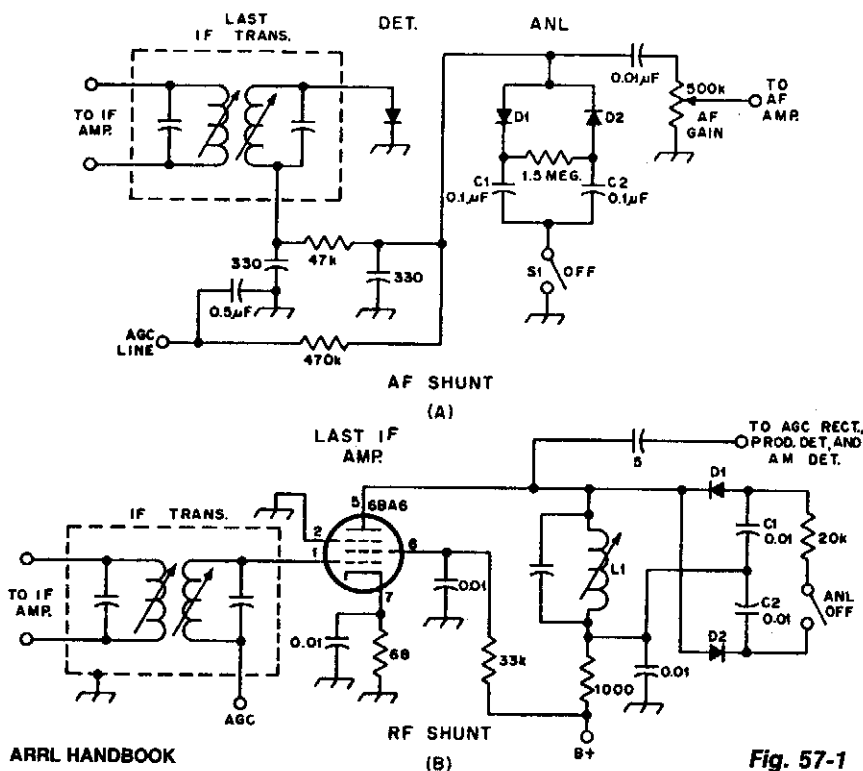 LAST
IF TRANS.
DET.
ANL
TO IF
AMP.
0.01µF
500k
AF
GAIN
TO
AF
AMP.
D1
D2
1.5 MEG.
C1
0.1µF
C2
0.1µF
330
47k
330
S1
OFF
0.5µF
AGC
LINE
470k
AF SHUNT
(A)
LAST IF
AMP.
TO AGC RECT.,
PROD. DET, AND
AM DET.
5
5
6BA6
D1
IF TRANS.
2
1
6
7
C1
0.01
20k
TO IF
AMP.
0.01
L1
C2
0.01
ANL
OFF
0.01
68
33k
D2
0.01
1000
AGC
RF SHUNT
(B)
B+
ARRL HANDBOOK
Fig. 57-1